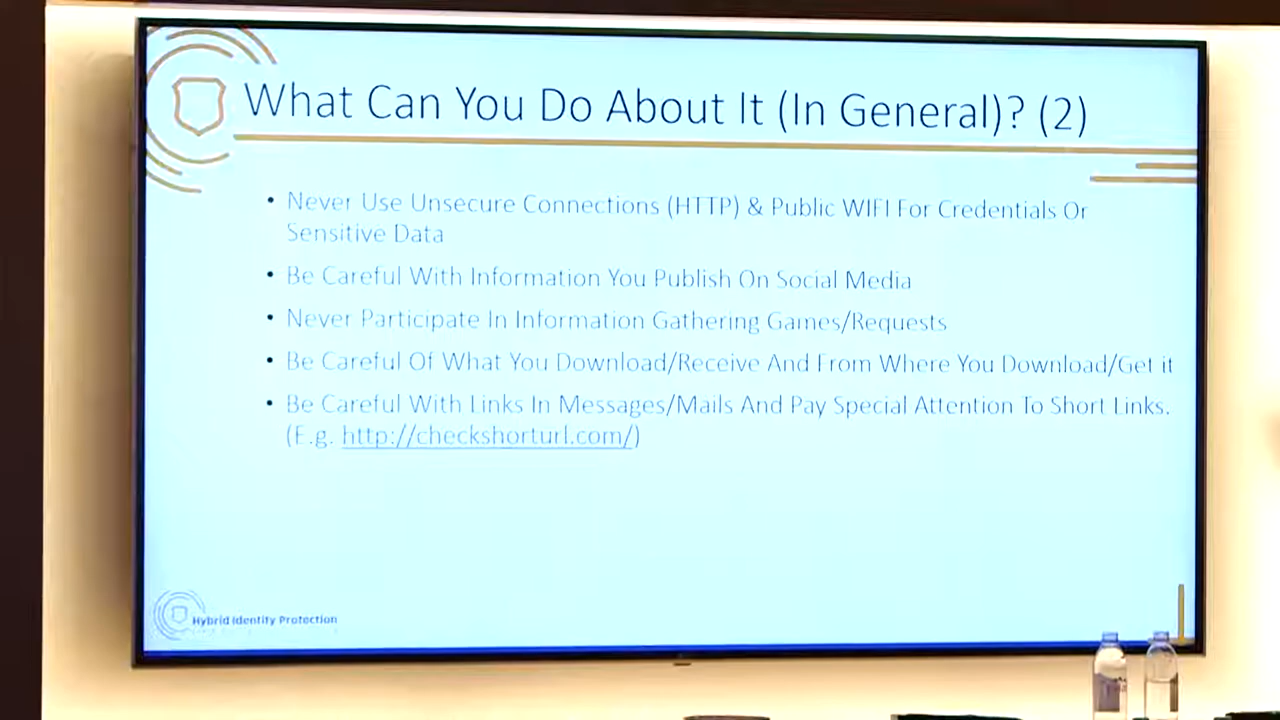 What Can You Do About It (In General)? (2)
• Never Use Unsecure Connections (HTTP) & Public WIFI For Credentials Or
Sensitive Data
• Be Careful With Information You Publish On Social Media
• Never Participate In Information Gathering Games/Requests
• Be Careful Of What You Download/Receive And From Where You Download/Get it
• Be Careful With Links In Messages/Mails And Pay Special Attention To Short Links.
(E.g. http://checkshorturl.com/)
Hybrid Identity Protection